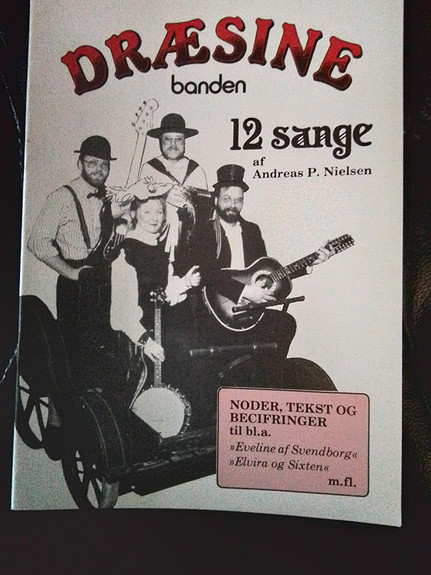 DRÆSINE
banden
12 sange
af
Andreas P. Nielsen
NODER, TEKST OG
BECIFRINGER
til bl.a.
»Eveline af Svendborg«
»Elvira og Sixten«
m.fl.